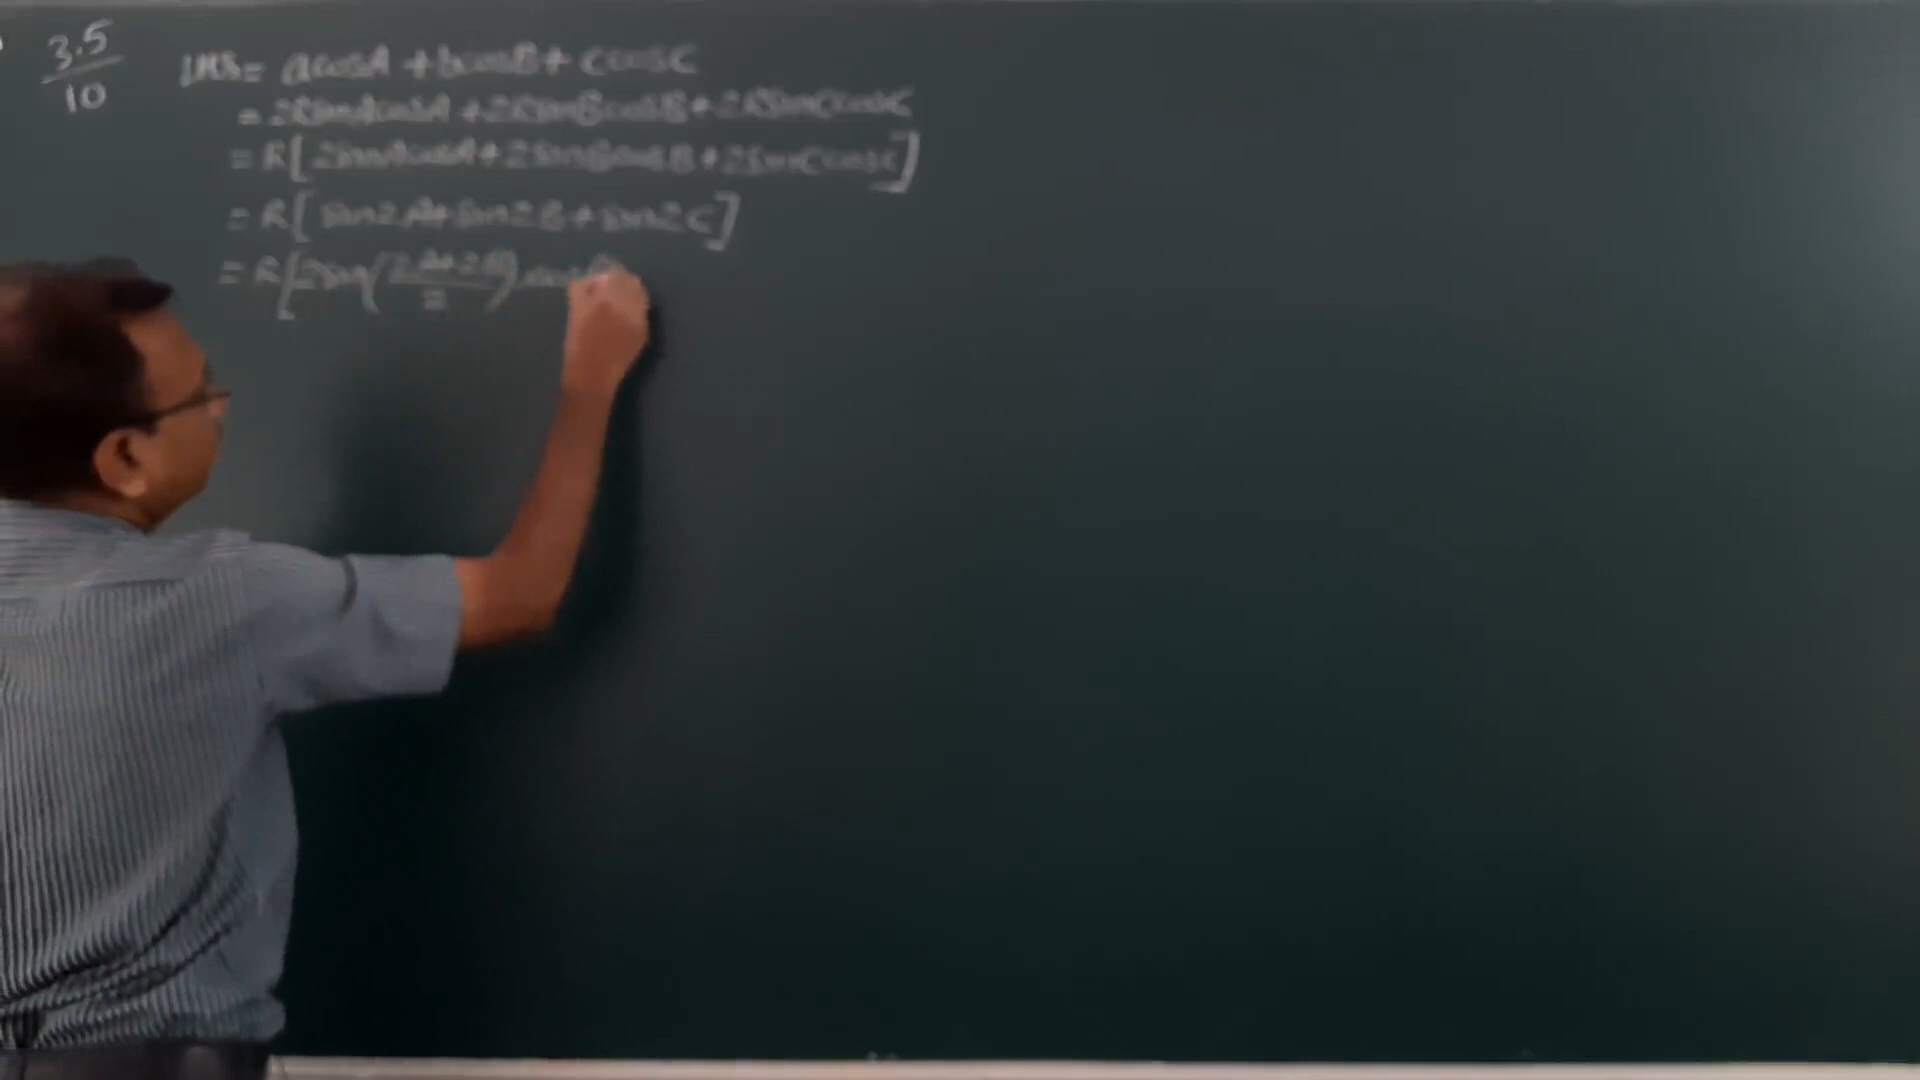 3.5/10
LHS = acosA + bcosB + ccosC
= 2RsinAcosA + 2RsinBcosB + 2RsinCcosC
= R[2sinAcosA + 2sinBcosB + 2sinCcosC]
= R[sin2A + sin2B + sin2C]
= R[2sin((2A+2B)/2).cos(